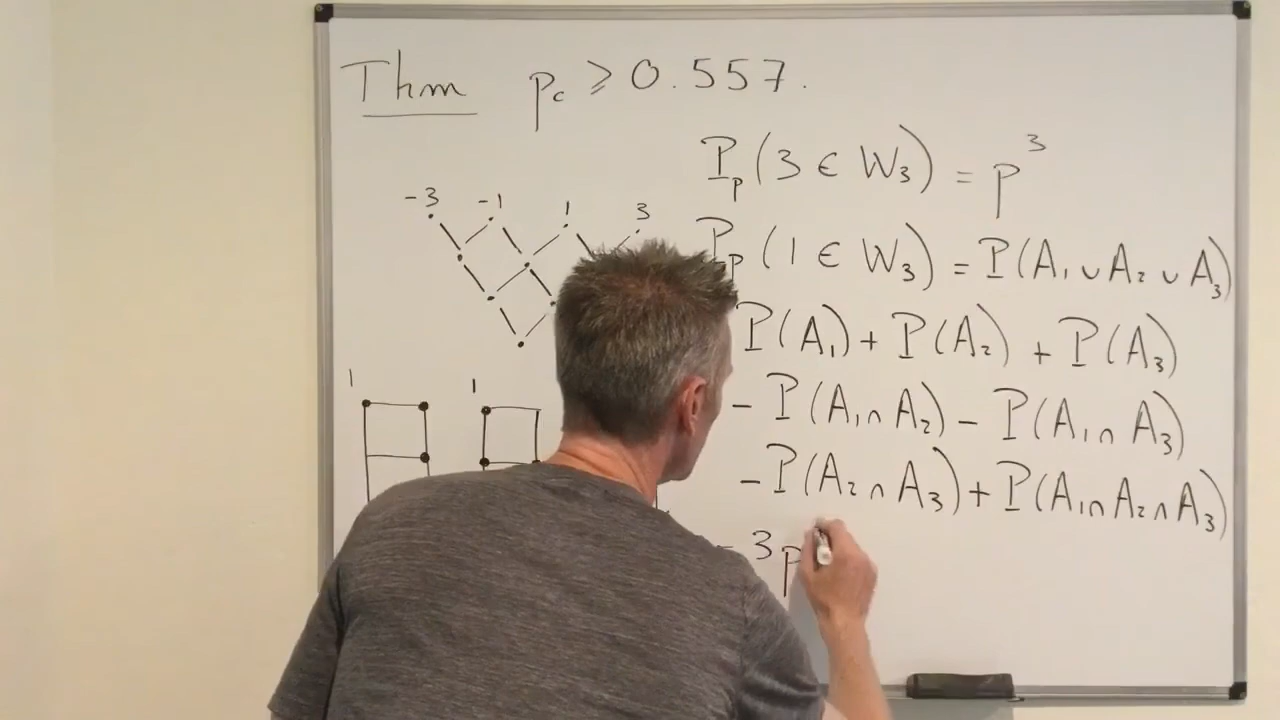 Thm p_c ⩾ 0.557.
ℙ_p(3 ∈ W_3) = p^3
-3 -1 1 3
ℙ_p(1 ∈ W_3) = ℙ(A_1 ∪ A_2 ∪ A_3)
ℙ(A_1) + ℙ(A_2) + ℙ(A_3)
- ℙ(A_1 ∩ A_2) - ℙ(A_1 ∩ A_3)
- ℙ(A_2 ∩ A_3) + ℙ(A_1 ∩ A_2 ∩ A_3)
1 1
3p